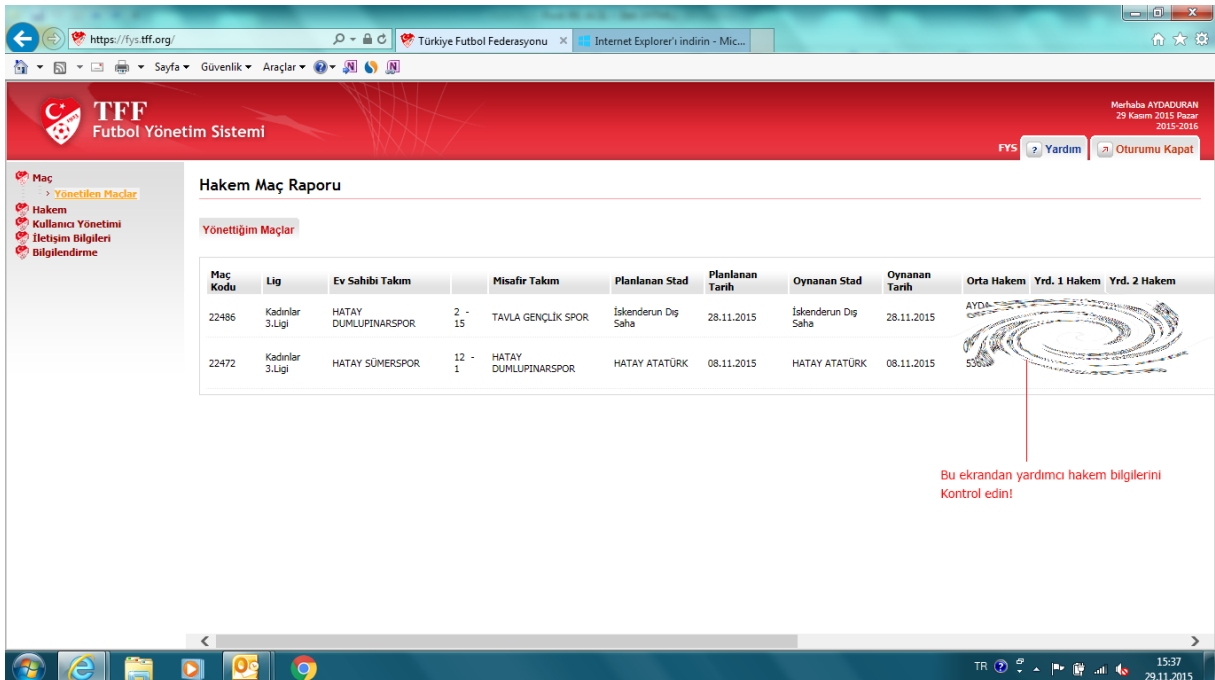 https://fys.tff.org/
Türkiye Futbol Federasyonu
Internet Explorer'ı indirin - Mic...
Sayfa Güvenlik Araçlar
TFF
Futbol Yönetim Sistemi
Merhaba AYDADURAN
29 Kasım 2015 Pazar
2015-2016
FYS Yardım Oturumu Kapat
Maç
Yönetilen Maçlar
Hakem
Kullanıcı Yönetimi
İletişim Bilgileri
Bilgilendirme
Hakem Maç Raporu
Yönettiğim Maçlar
Maç Kodu Lig Ev Sahibi Takım Misafir Takım Planlanan Stad Planlanan Tarih Oynanan Stad Oynanan Tarih Orta Hakem Yrd. 1 Hakem Yrd. 2 Hakem
22486 Kadınlar 3.Ligi HATAY DUMLUPINARSPOR 2 - 15 TAVLA GENÇLİK SPOR İskenderun Dış Saha 28.11.2015 İskenderun Dış Saha 28.11.2015
22472 Kadınlar 3.Ligi HATAY SÜMERSPOR 12 - 1 HATAY DUMLUPINARSPOR HATAY ATATÜRK 08.11.2015 HATAY ATATÜRK 08.11.2015
Bu ekrandan yardımcı hakem bilgilerini
Kontrol edin!
TR
15:37
29.11.2015